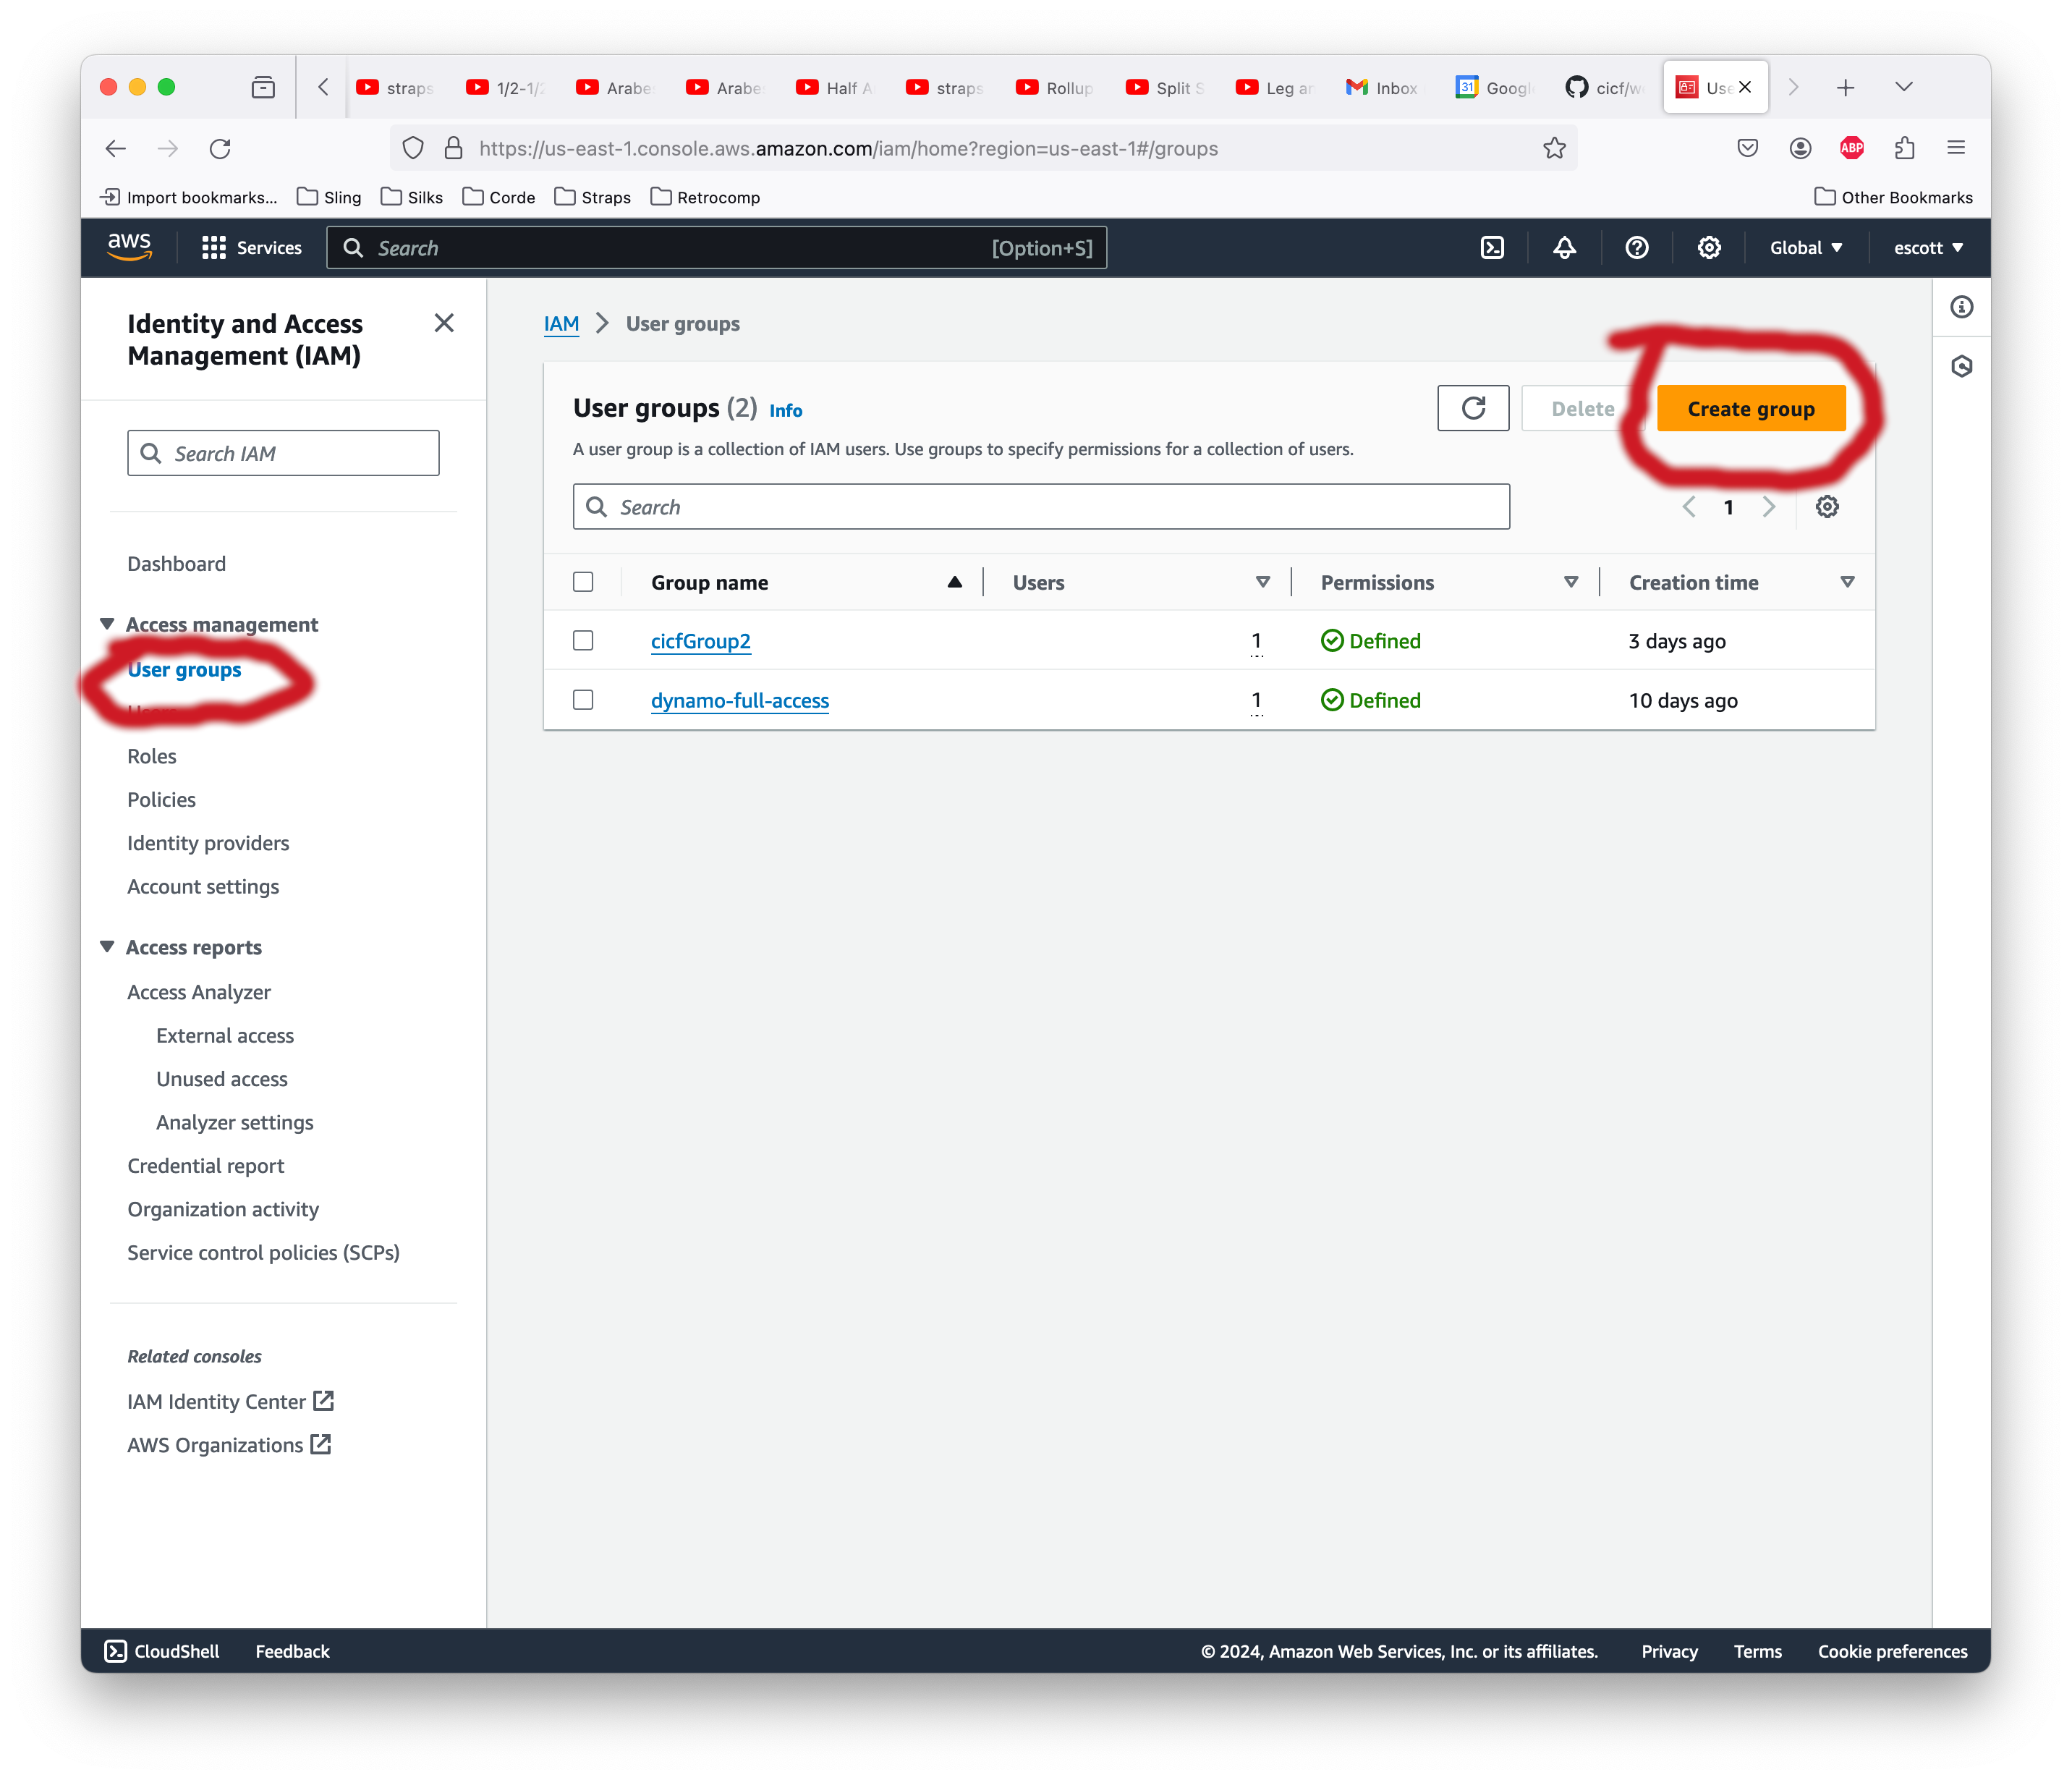 straps
1/2-1/2
Arabe
Arabe
Half A
straps
Rollup
Split S
Leg ar
Inbox
31
Googl
cicf/w
Use
https://us-east-1.console.aws.amazon.com/iam/home?region=us-east-1#/groups
ABP
Import bookmarks...
Sling
Silks
Corde
Straps
Retrocomp
Other Bookmarks
aws
Services
Search
[Option+S]
Global
escott
Identity and Access
Management (IAM)
Search IAM
Dashboard
Access management
User groups
Users
Roles
Policies
Identity providers
Account settings
Access reports
Access Analyzer
External access
Unused access
Analyzer settings
Credential report
Organization activity
Service control policies (SCPs)
Related consoles
IAM Identity Center
AWS Organizations
IAM > User groups
User groups (2) Info
Delete
Create group
A user group is a collection of IAM users. Use groups to specify permissions for a collection of users.
Search
1
Group name Users Permissions Creation time
cicfGroup2 1 Defined 3 days ago
dynamo-full-access 1 Defined 10 days ago
CloudShell Feedback © 2024, Amazon Web Services, Inc. or its affiliates. Privacy Terms Cookie preferences